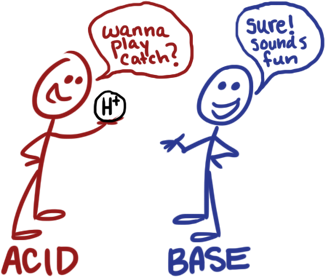 wanna
play
catch?
Sure!
sounds
fun
H+
ACID
BASE